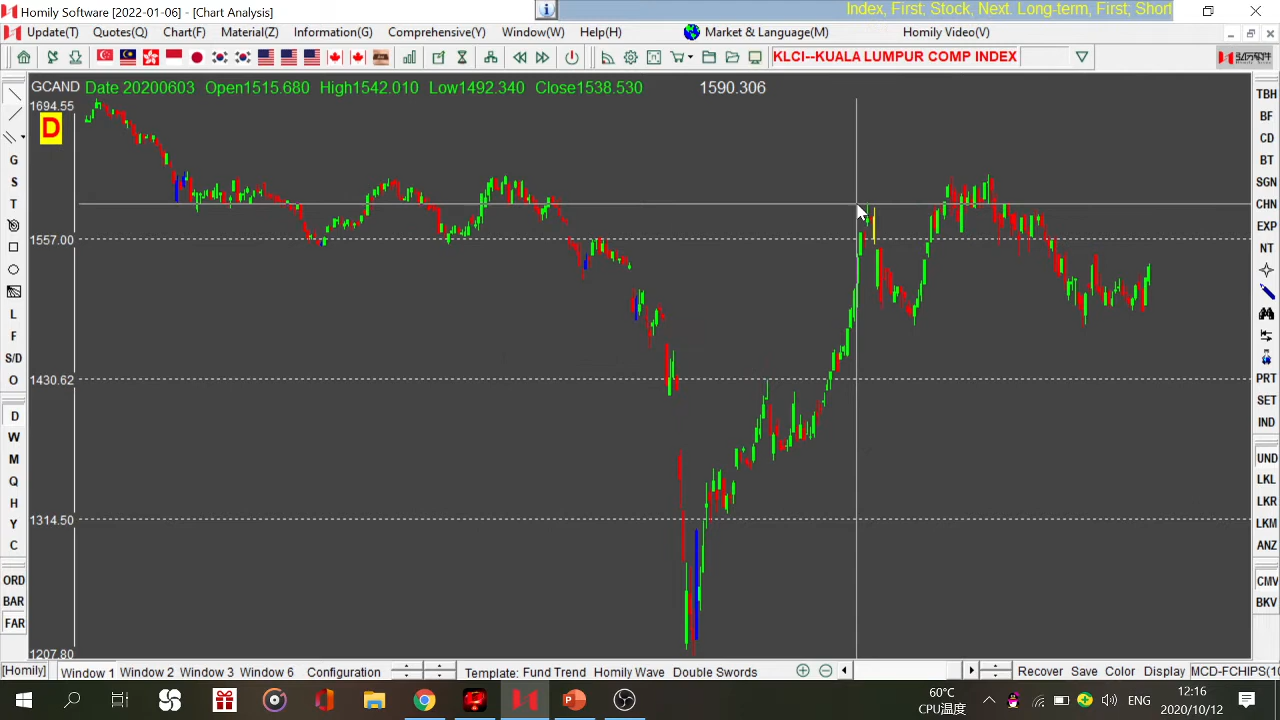 Homily Software [2022-01-06] - [Chart Analysis]
Index, First; Stock, Next. Long-term, First; Short
Update(T) Quotes(Z) Chart(F) Material(Z) Information(G) Comprehensive(Y) Window(W) Help(H) Market & Language(M) Homily Video(V)
KLCI--KUALA LUMPUR COMP INDEX
GCAND Date 20200603 Open1515.680 High1542.010 Low1492.340 Close1538.530 1590.306
1694.55
D
1557.00
1430.62
1314.50
1207.80
G
S
T
L
F
S/D
O
D
W
M
Q
H
Y
C
ORD
BAR
FAR
TBH
BF
CD
BT
SGN
CHN
EXP
NT
PRT
SET
IND
UND
LKL
LKR
LKM
ANZ
CMV
BKV
[Homily] Window 1 Window 2 Window 3 Window 6 Configuration Template: Fund Trend Homily Wave Double Swords Recover Save Color Display MCD-FCHIPS(10
60°C
CPU温度
ENG
12:16
2020/10/12